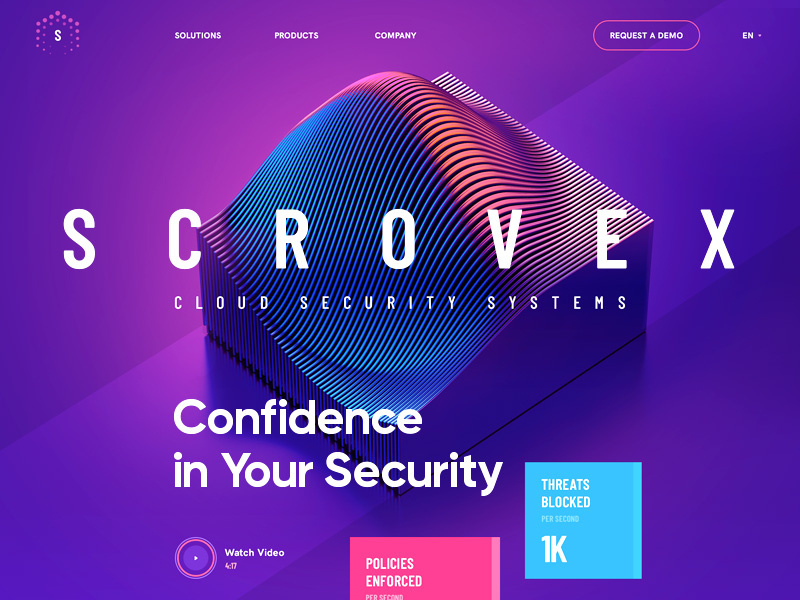 S
SOLUTIONS
PRODUCTS
COMPANY
REQUEST A DEMO
EN
SCROVEX
CLOUD SECURITY SYSTEMS
Confidence
in Your Security
THREATS
BLOCKED
PER SECOND
1K
Watch Video
4:17
POLICIES
ENFORCED
PER SECOND